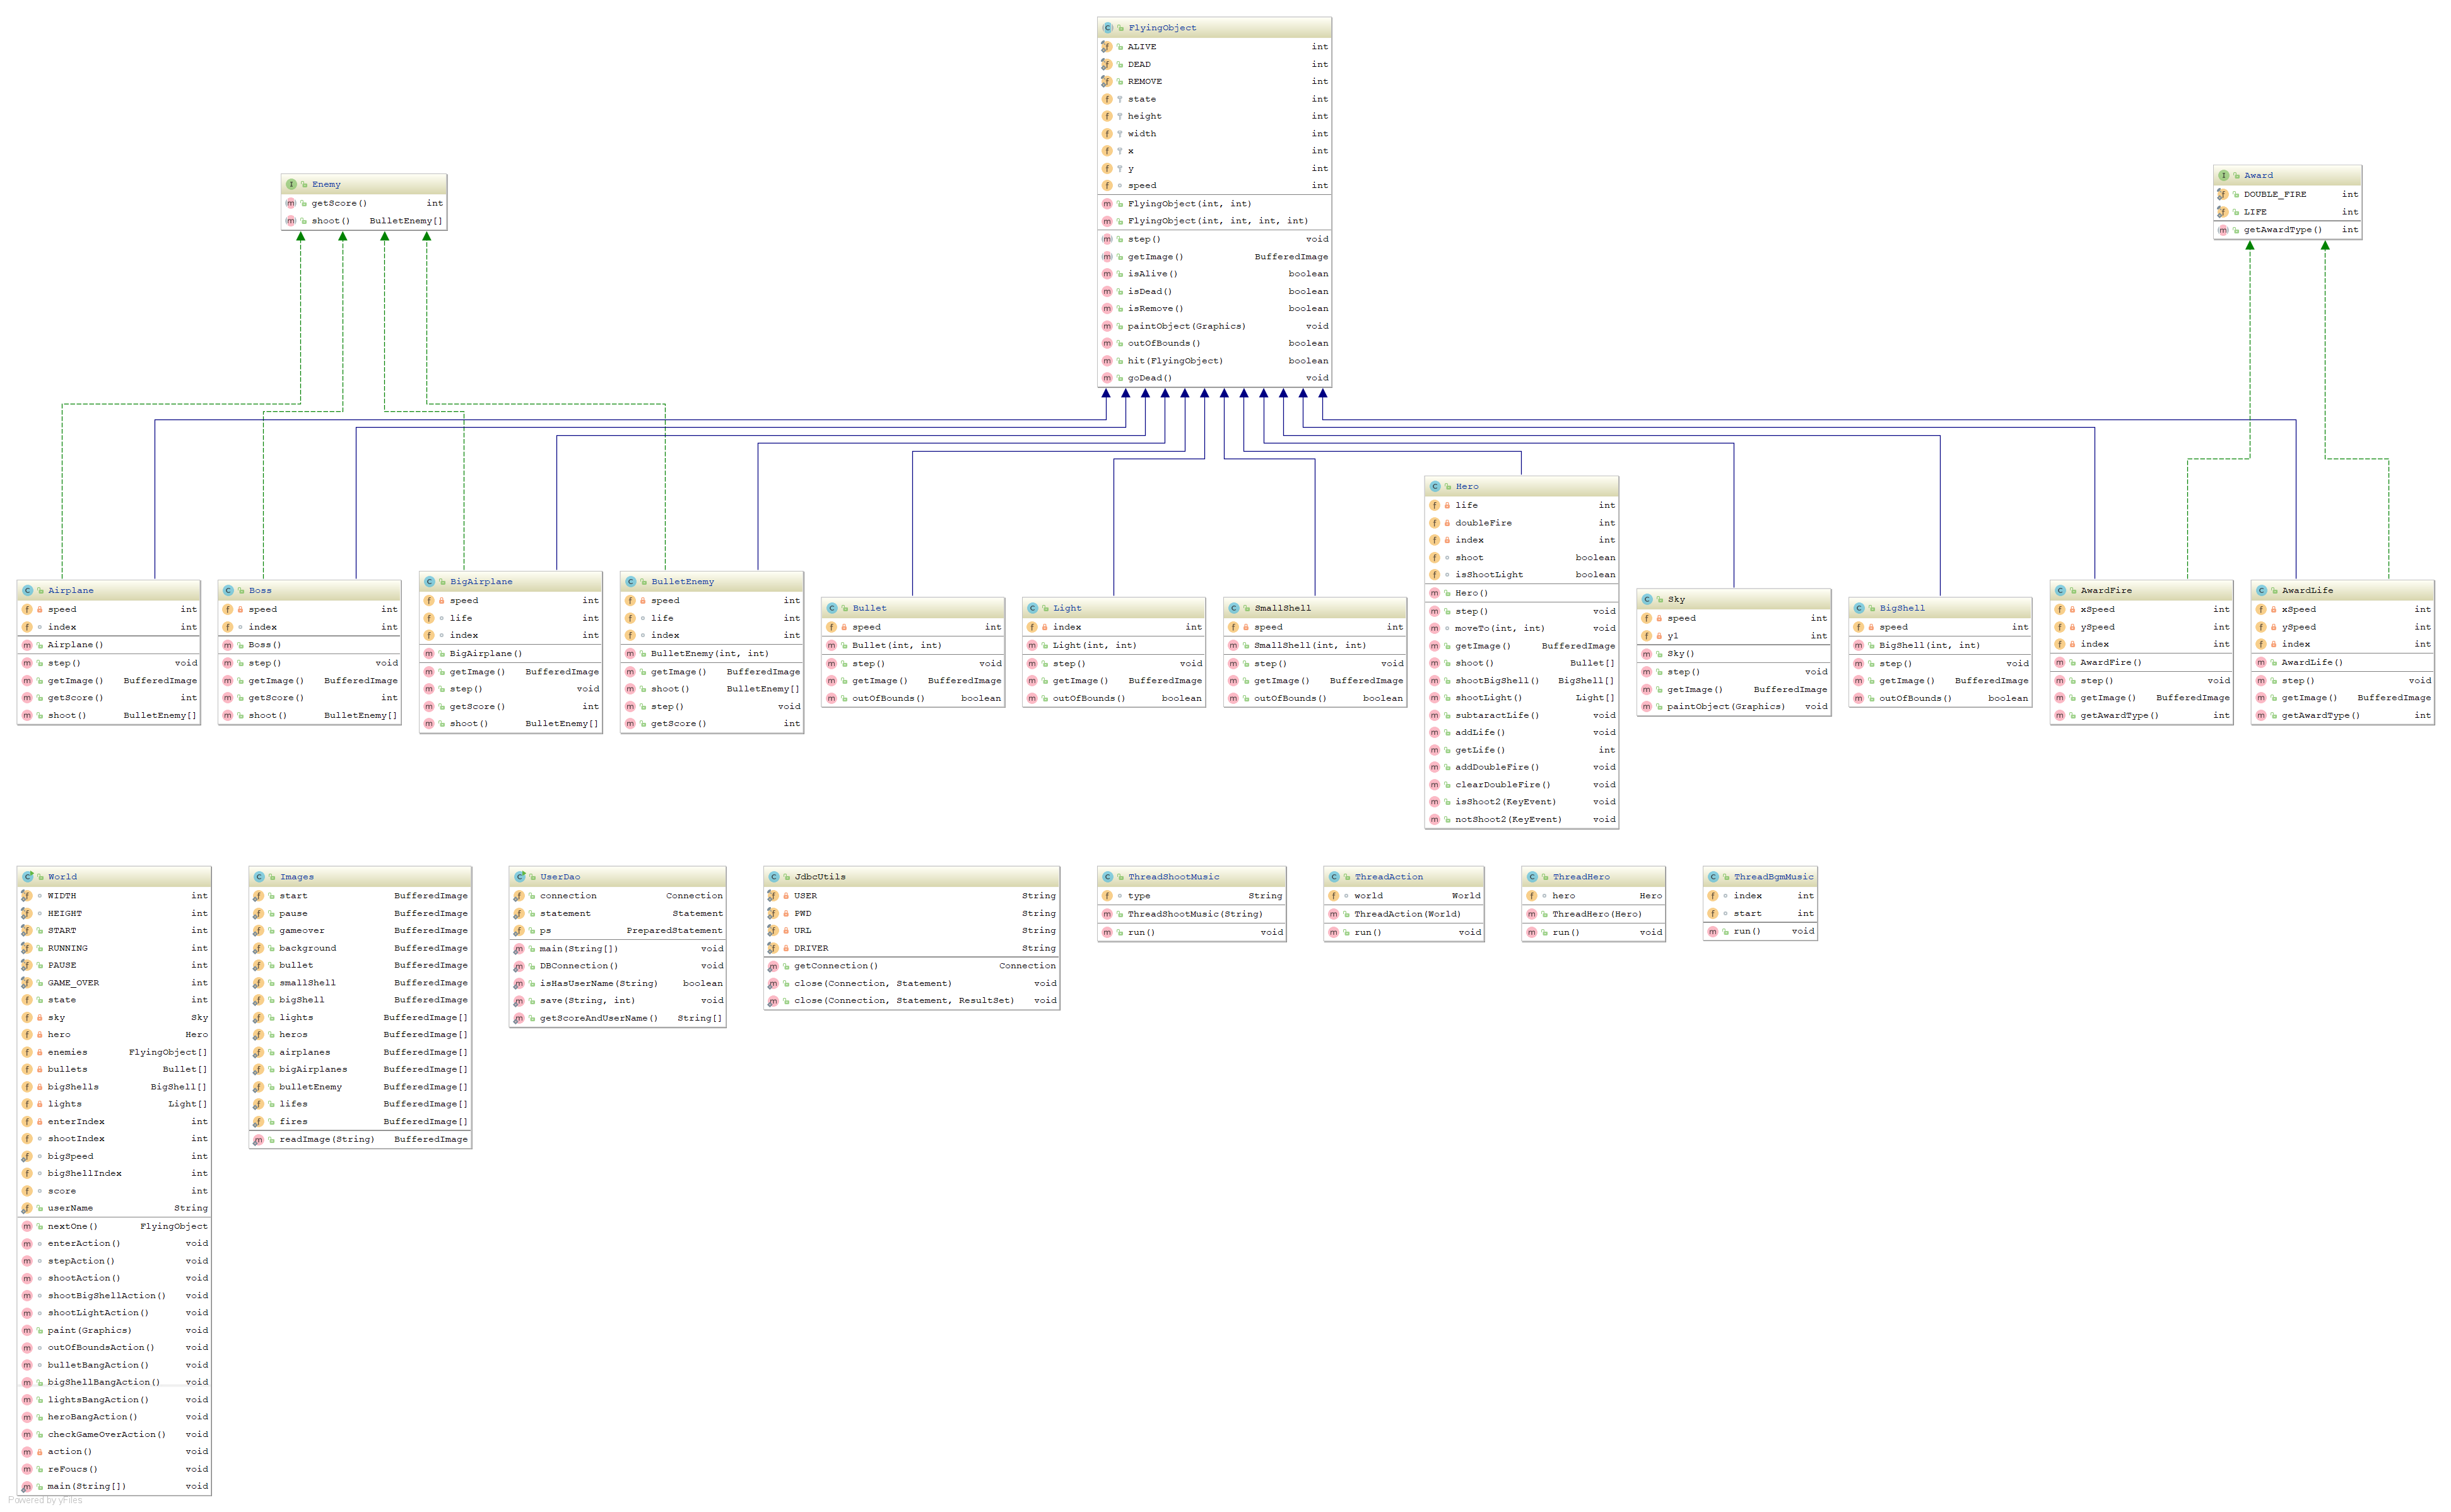 FlyingObject
ALIVE int
DEAD int
REMOVE int
state int
height int
width int
x int
y int
speed int
FlyingObject(int, int)
FlyingObject(int, int, int, int)
step() void
getImage() BufferedImage
isAlive() boolean
isDead() boolean
isRemove() boolean
paintObject(Graphics) void
outOfBounds() boolean
hit(FlyingObject) boolean
goDead() void
Enemy
getScore() int
shoot() BulletEnemy[]
Award
DOUBLE_FIRE int
LIFE int
getAwardType() int
Airplane
speed int
index int
Airplane()
step() void
getImage() BufferedImage
getScore() int
shoot() BulletEnemy[]
Boss
speed int
index int
Boss()
step() void
getImage() BufferedImage
getScore() int
shoot() BulletEnemy[]
BigAirplane
speed int
life int
index int
BigAirplane()
getImage() BufferedImage
step() void
getScore() int
shoot() BulletEnemy[]
BulletEnemy
speed int
life int
index int
BulletEnemy(int, int)
getImage() BufferedImage
shoot() BulletEnemy[]
step() void
getScore() int
Bullet
speed int
Bullet(int, int)
step() void
getImage() BufferedImage
outOfBounds() boolean
Light
index int
Light(int, int)
step() void
getImage() BufferedImage
outOfBounds() boolean
SmallShell
speed int
SmallShell(int, int)
step() void
getImage() BufferedImage
outOfBounds() boolean
Hero
life int
doubleFire int
index int
shoot boolean
isShootLight boolean
Hero()
step() void
moveTo(int, int) void
getImage() BufferedImage
shoot() Bullet[]
shootBigShell() BigShell[]
shootLight() Light[]
subtaractLife() void
addLife() void
getLife() int
addDoubleFire() void
clearDoubleFire() void
isShoot2(KeyEvent) void
notShoot2(KeyEvent) void
Sky
speed int
y1 int
Sky()
step() void
getImage() BufferedImage
paintObject(Graphics) void
BigShell
speed int
BigShell(int, int)
step() void
getImage() BufferedImage
outOfBounds() boolean
AwardFire
xSpeed int
ySpeed int
index int
AwardFire()
step() void
getImage() BufferedImage
getAwardType() int
AwardLife
xSpeed int
ySpeed int
index int
AwardLife()
step() void
getImage() BufferedImage
getAwardType() int
World
WIDTH int
HEIGHT int
START int
RUNNING int
PAUSE int
GAME_OVER int
state int
sky Sky
hero Hero
enemies FlyingObject[]
bullets Bullet[]
bigShells BigShell[]
lights Light[]
enterIndex int
shootIndex int
bigSpeed int
bigShellIndex int
score int
userName String
nextOne() FlyingObject
enterAction() void
stepAction() void
shootAction() void
shootBigShellAction() void
shootLightAction() void
paint(Graphics) void
outOfBoundsAction() void
bulletBangAction() void
bigShellBangAction() void
lightsBangAction() void
heroBangAction() void
checkGameOverAction() void
action() void
reFoucs() void
main(String[]) void
Images
start BufferedImage
pause BufferedImage
gameover BufferedImage
background BufferedImage
bullet BufferedImage
smallShell BufferedImage
bigShell BufferedImage
lights BufferedImage[]
heros BufferedImage[]
airplanes BufferedImage[]
bigAirplanes BufferedImage[]
bulletEnemy BufferedImage[]
lifes BufferedImage[]
fires BufferedImage[]
readImage(String) BufferedImage
UserDao
connection Connection
statement Statement
ps PreparedStatement
main(String[]) void
DBConnection() void
isHasUserName(String) boolean
save(String, int) void
getScoreAndUserName() String[]
JdbcUtils
USER String
PWD String
URL String
DRIVER String
getConnection() Connection
close(Connection, Statement) void
close(Connection, Statement, ResultSet) void
ThreadShootMusic
type String
ThreadShootMusic(String)
run() void
ThreadAction
world World
ThreadAction(World)
run() void
ThreadHero
hero Hero
ThreadHero(Hero)
run() void
ThreadBgmMusic
index int
start int
run() void
Powered by yFiles